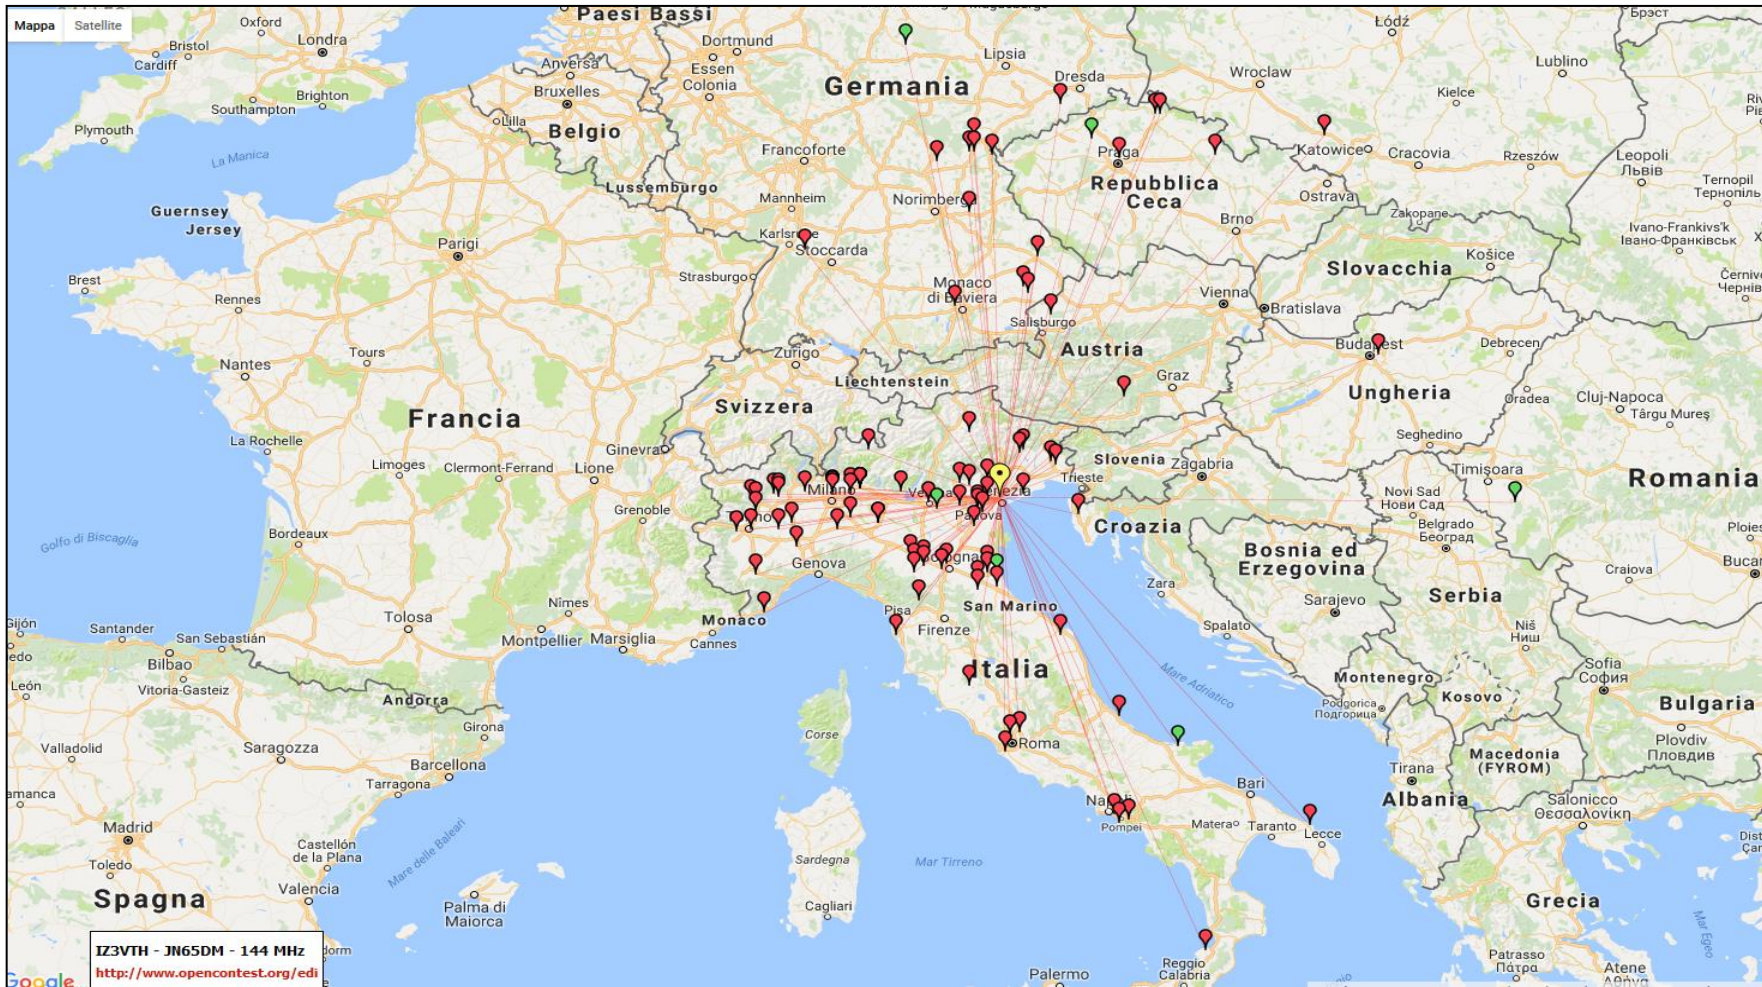 Mappa
Satellite
Paesi Bassi
Oxford
Londra
Bristol
Cardiff
Brighton
Southampton
Plymouth
La Manica
Guernsey
Jersey
Anversa
Bruxelles
Belgio
Lilla
Dortmund
Essen
Colonia
Germania
Lipsia
Dresda
Łódź
Брэст
Wroclaw
Lublino
Kielce
Francoforte
Lussemburgo
Mannheim
Praga
Katowice
Cracovia
Rzeszów
Leopoli
Львів
Ternopil
Repubblica
Ceca
Ostrava
Brno
Zakopane
Ivano-Frankivs'k
Івано-Франківськ
Košice
Slovacchia
Parigi
Stoccarda
Strasburgo
Brest
Rennes
Monaco
di Baviera
Salisburgo
Vienna
Bratislava
Nantes
Tours
Zurigo
Liechtenstein
Austria
Graz
Debrecen
Ungheria
Oradea
Cluj-Napoca
Târgu Mureș
Svizzera
Francia
La Rochelle
Ginevra
Limoges
Clermont-Ferrand
Lione
Seghedino
Slovenia
Zagabria
Timișoara
Romania
Trieste
Milano
Padova
Grenoble
Novi Sad
Нови Сад
Belgrado
Београд
Croazia
Bordeaux
Golfo di Biscaglia
Genova
Bosnia ed
Erzegovina
Craiova
Zara
Sarajevo
Serbia
San Marino
Pisa
Firenze
Monaco
Nîmes
Montpellier
Marsiglia
Cannes
Tolosa
Gijón
Santander
San Sebastián
Bilbao
Vitoria-Gasteiz
León
Spalato
Niš
Ниш
Sofia
София
Italia
Mare Adriatico
Montenegro
Kosovo
Podgorica
Подгорица
Bulgaria
Plovdiv
Пловдив
Andorra
Girona
Corse
Roma
Valladolid
Saragozza
Barcellona
Tarragona
Macedonia
(FYROM)
Tirana
Albania
Bari
Pompei
Matera
Taranto
Lecce
Salonicco
Θεσσαλονίκη
Madrid
Toledo
Castellón
de la Plana
Mare delle Baleari
Sardegna
Mar Tirreno
Valencia
Spagna
Palma di
Maiorca
Cagliari
Grecia
Mar Egeo
IZ3VTH - JN65DM - 144 MHz
http://www.opencontest.org/edi
Google
Palermo
Reggio
Calabria
Patrasso
Πάτρα
Atene
Αθήνα